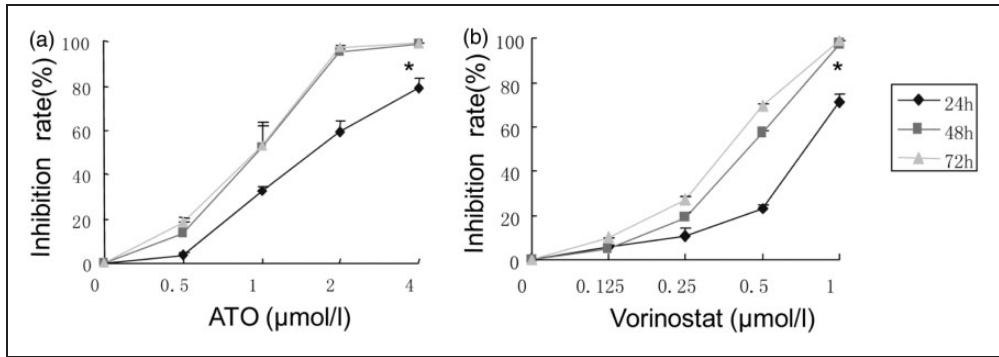 (a)
100
80
60
40
20
0
Inhibition rate(%)
*
0 0.5 1 2 4
ATO (μmol/l)
(b)
100
80
60
40
20
0
Inhibition rate(%)
*
0 0.125 0.25 0.5 1
Vorinostat (μmol/l)
24h
48h
72h